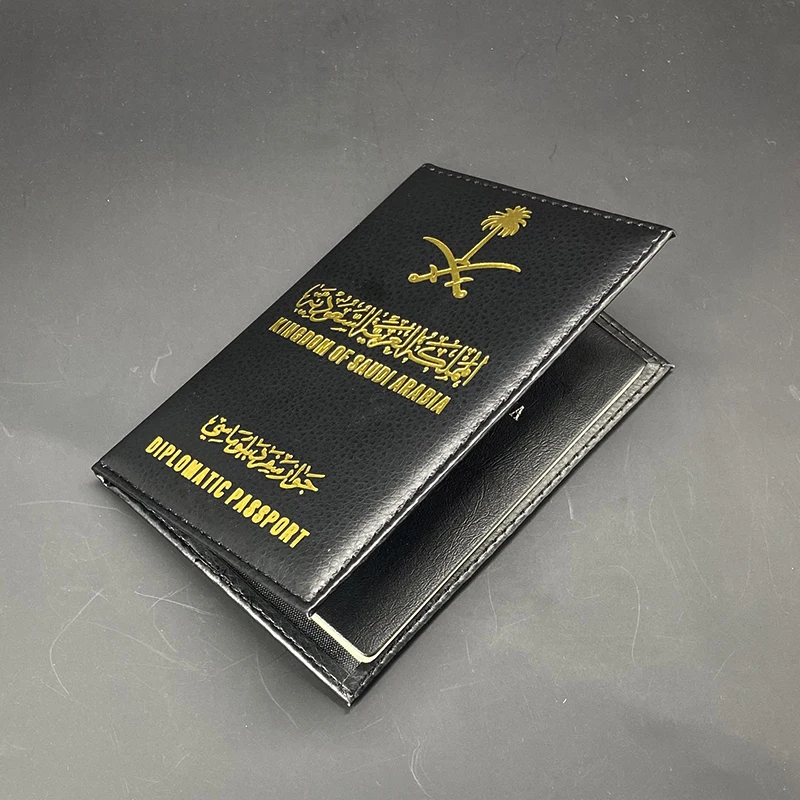 المملكة العربية السعودية
KINGDOM OF SAUDI ARABIA
جواز سفر دبلوماسي
DIPLOMATIC PASSPORT
A